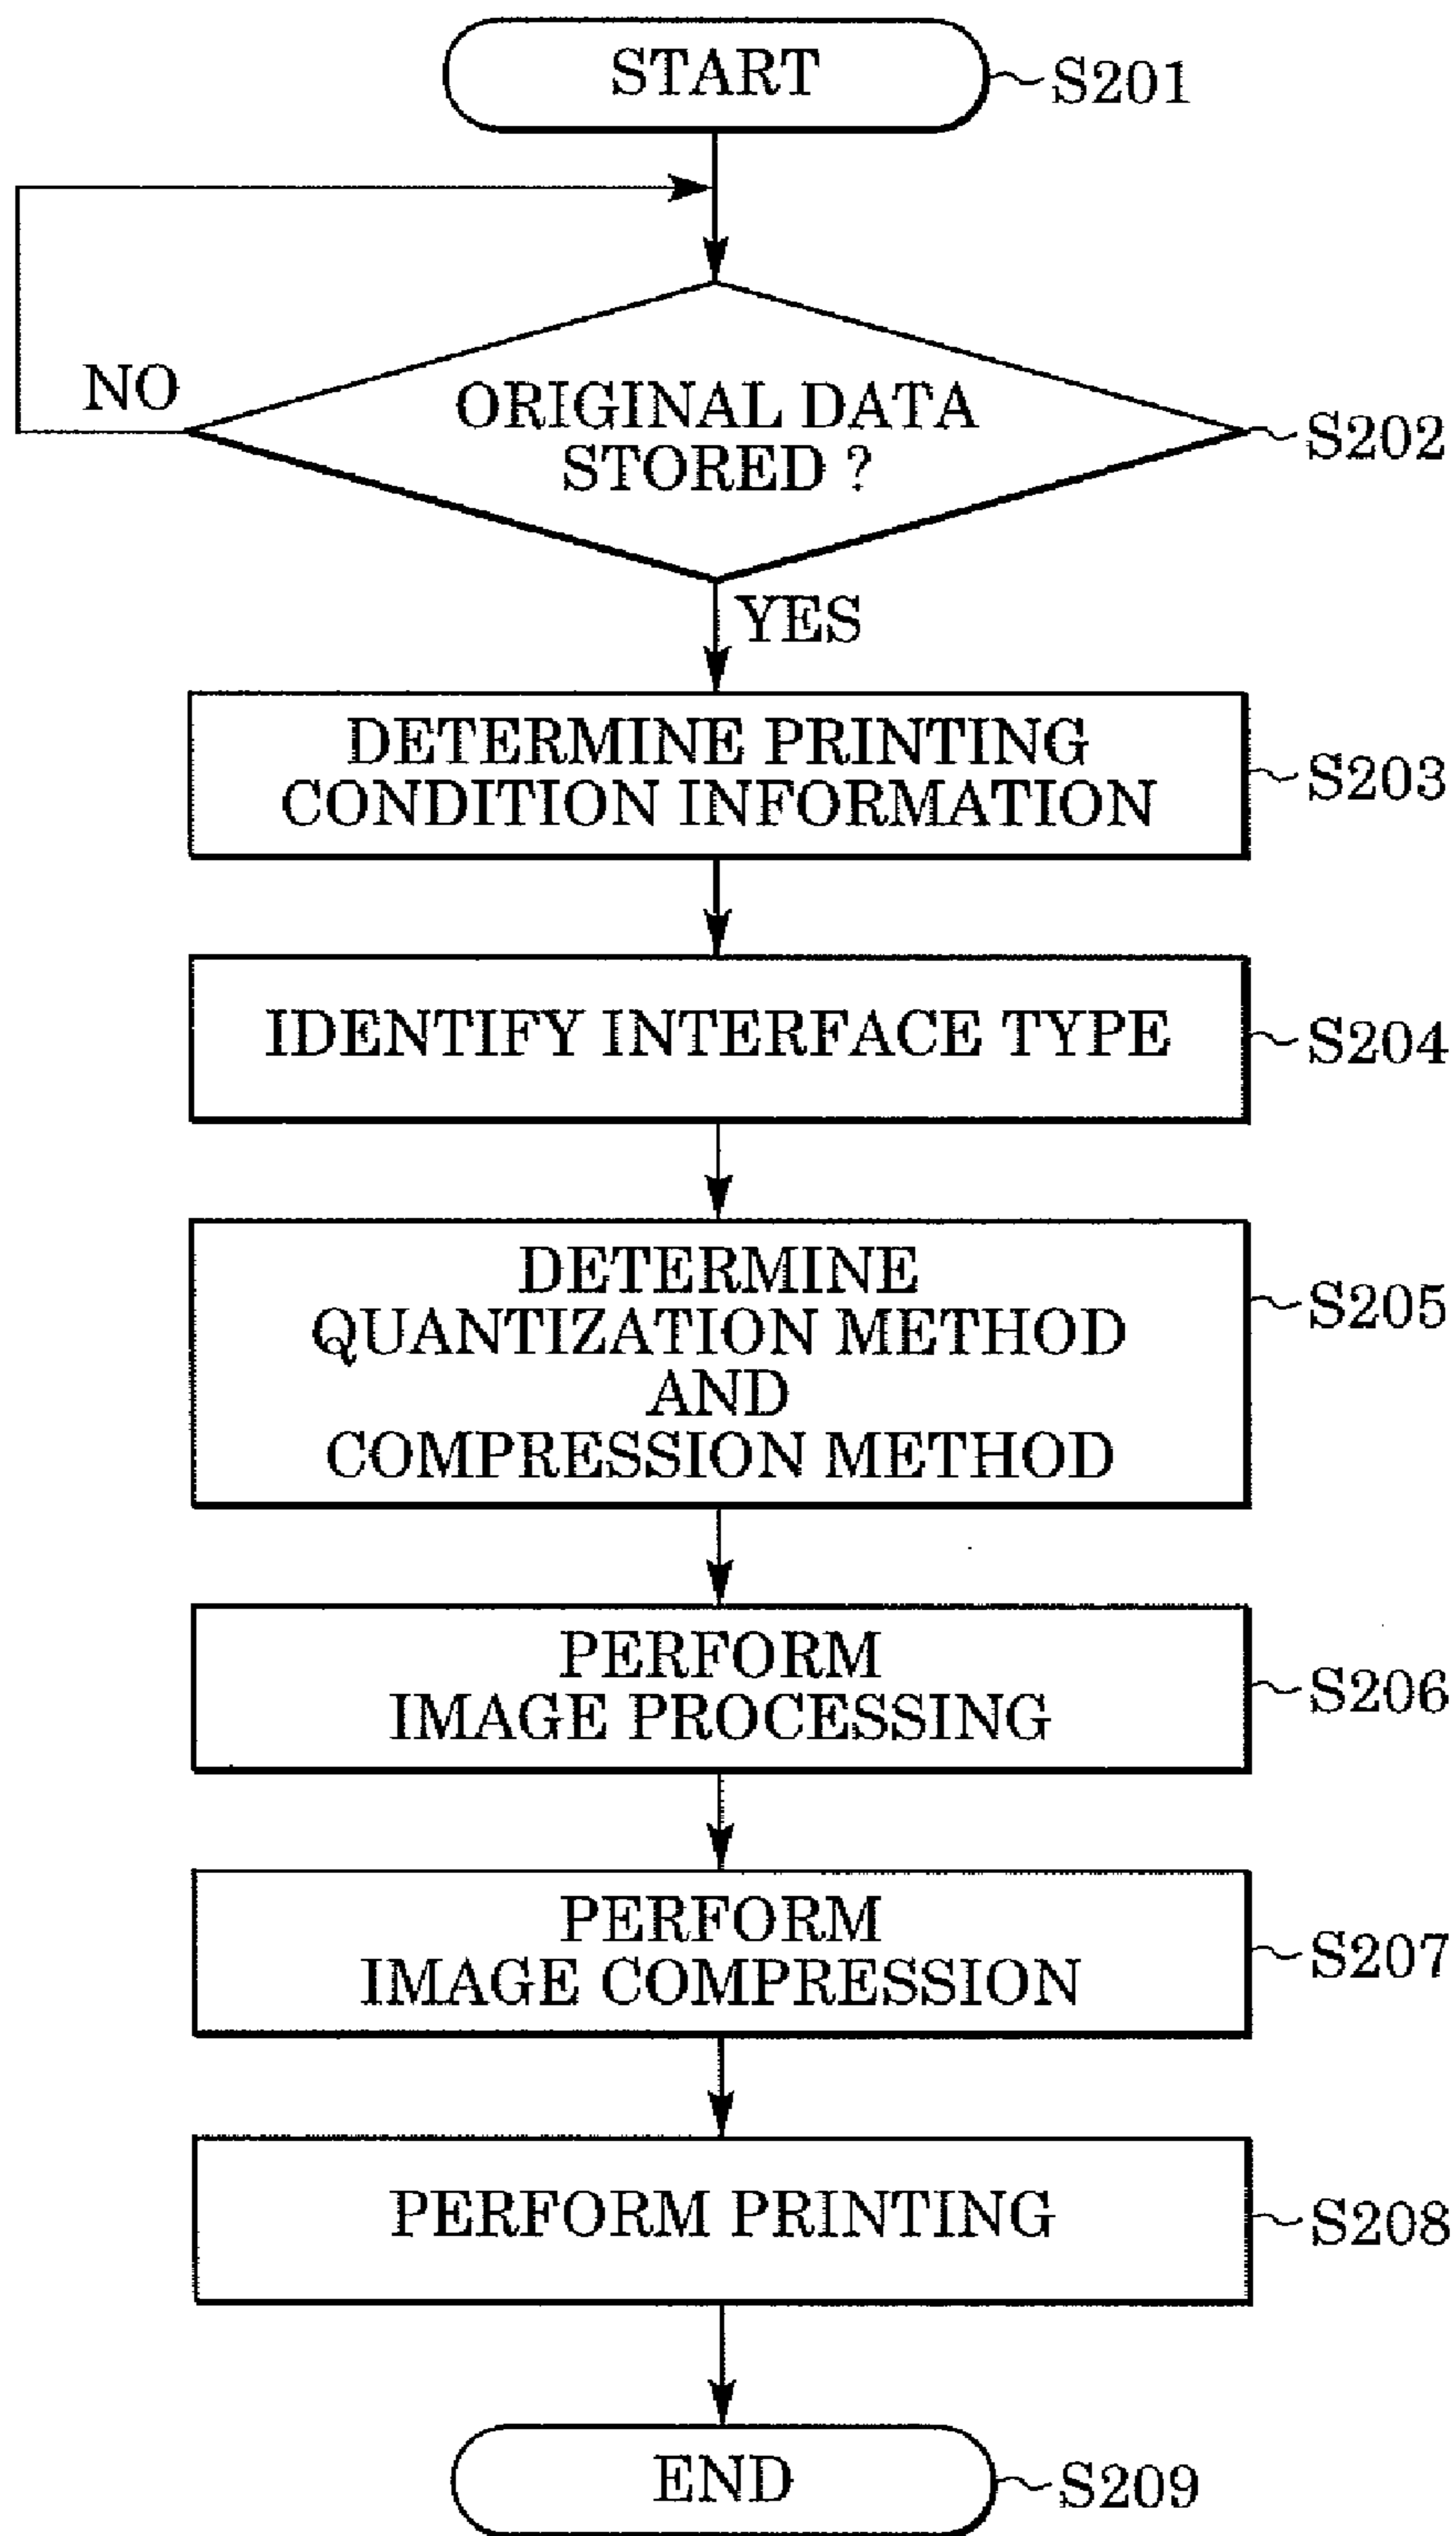 START
S201
NO
ORIGINAL DATA
STORED ?
S202
YES
DETERMINE PRINTING
CONDITION INFORMATION
S203
IDENTIFY INTERFACE TYPE
S204
DETERMINE
QUANTIZATION METHOD
AND
COMPRESSION METHOD
S205
PERFORM
IMAGE PROCESSING
S206
PERFORM
IMAGE COMPRESSION
S207
PERFORM PRINTING
S208
END
S209